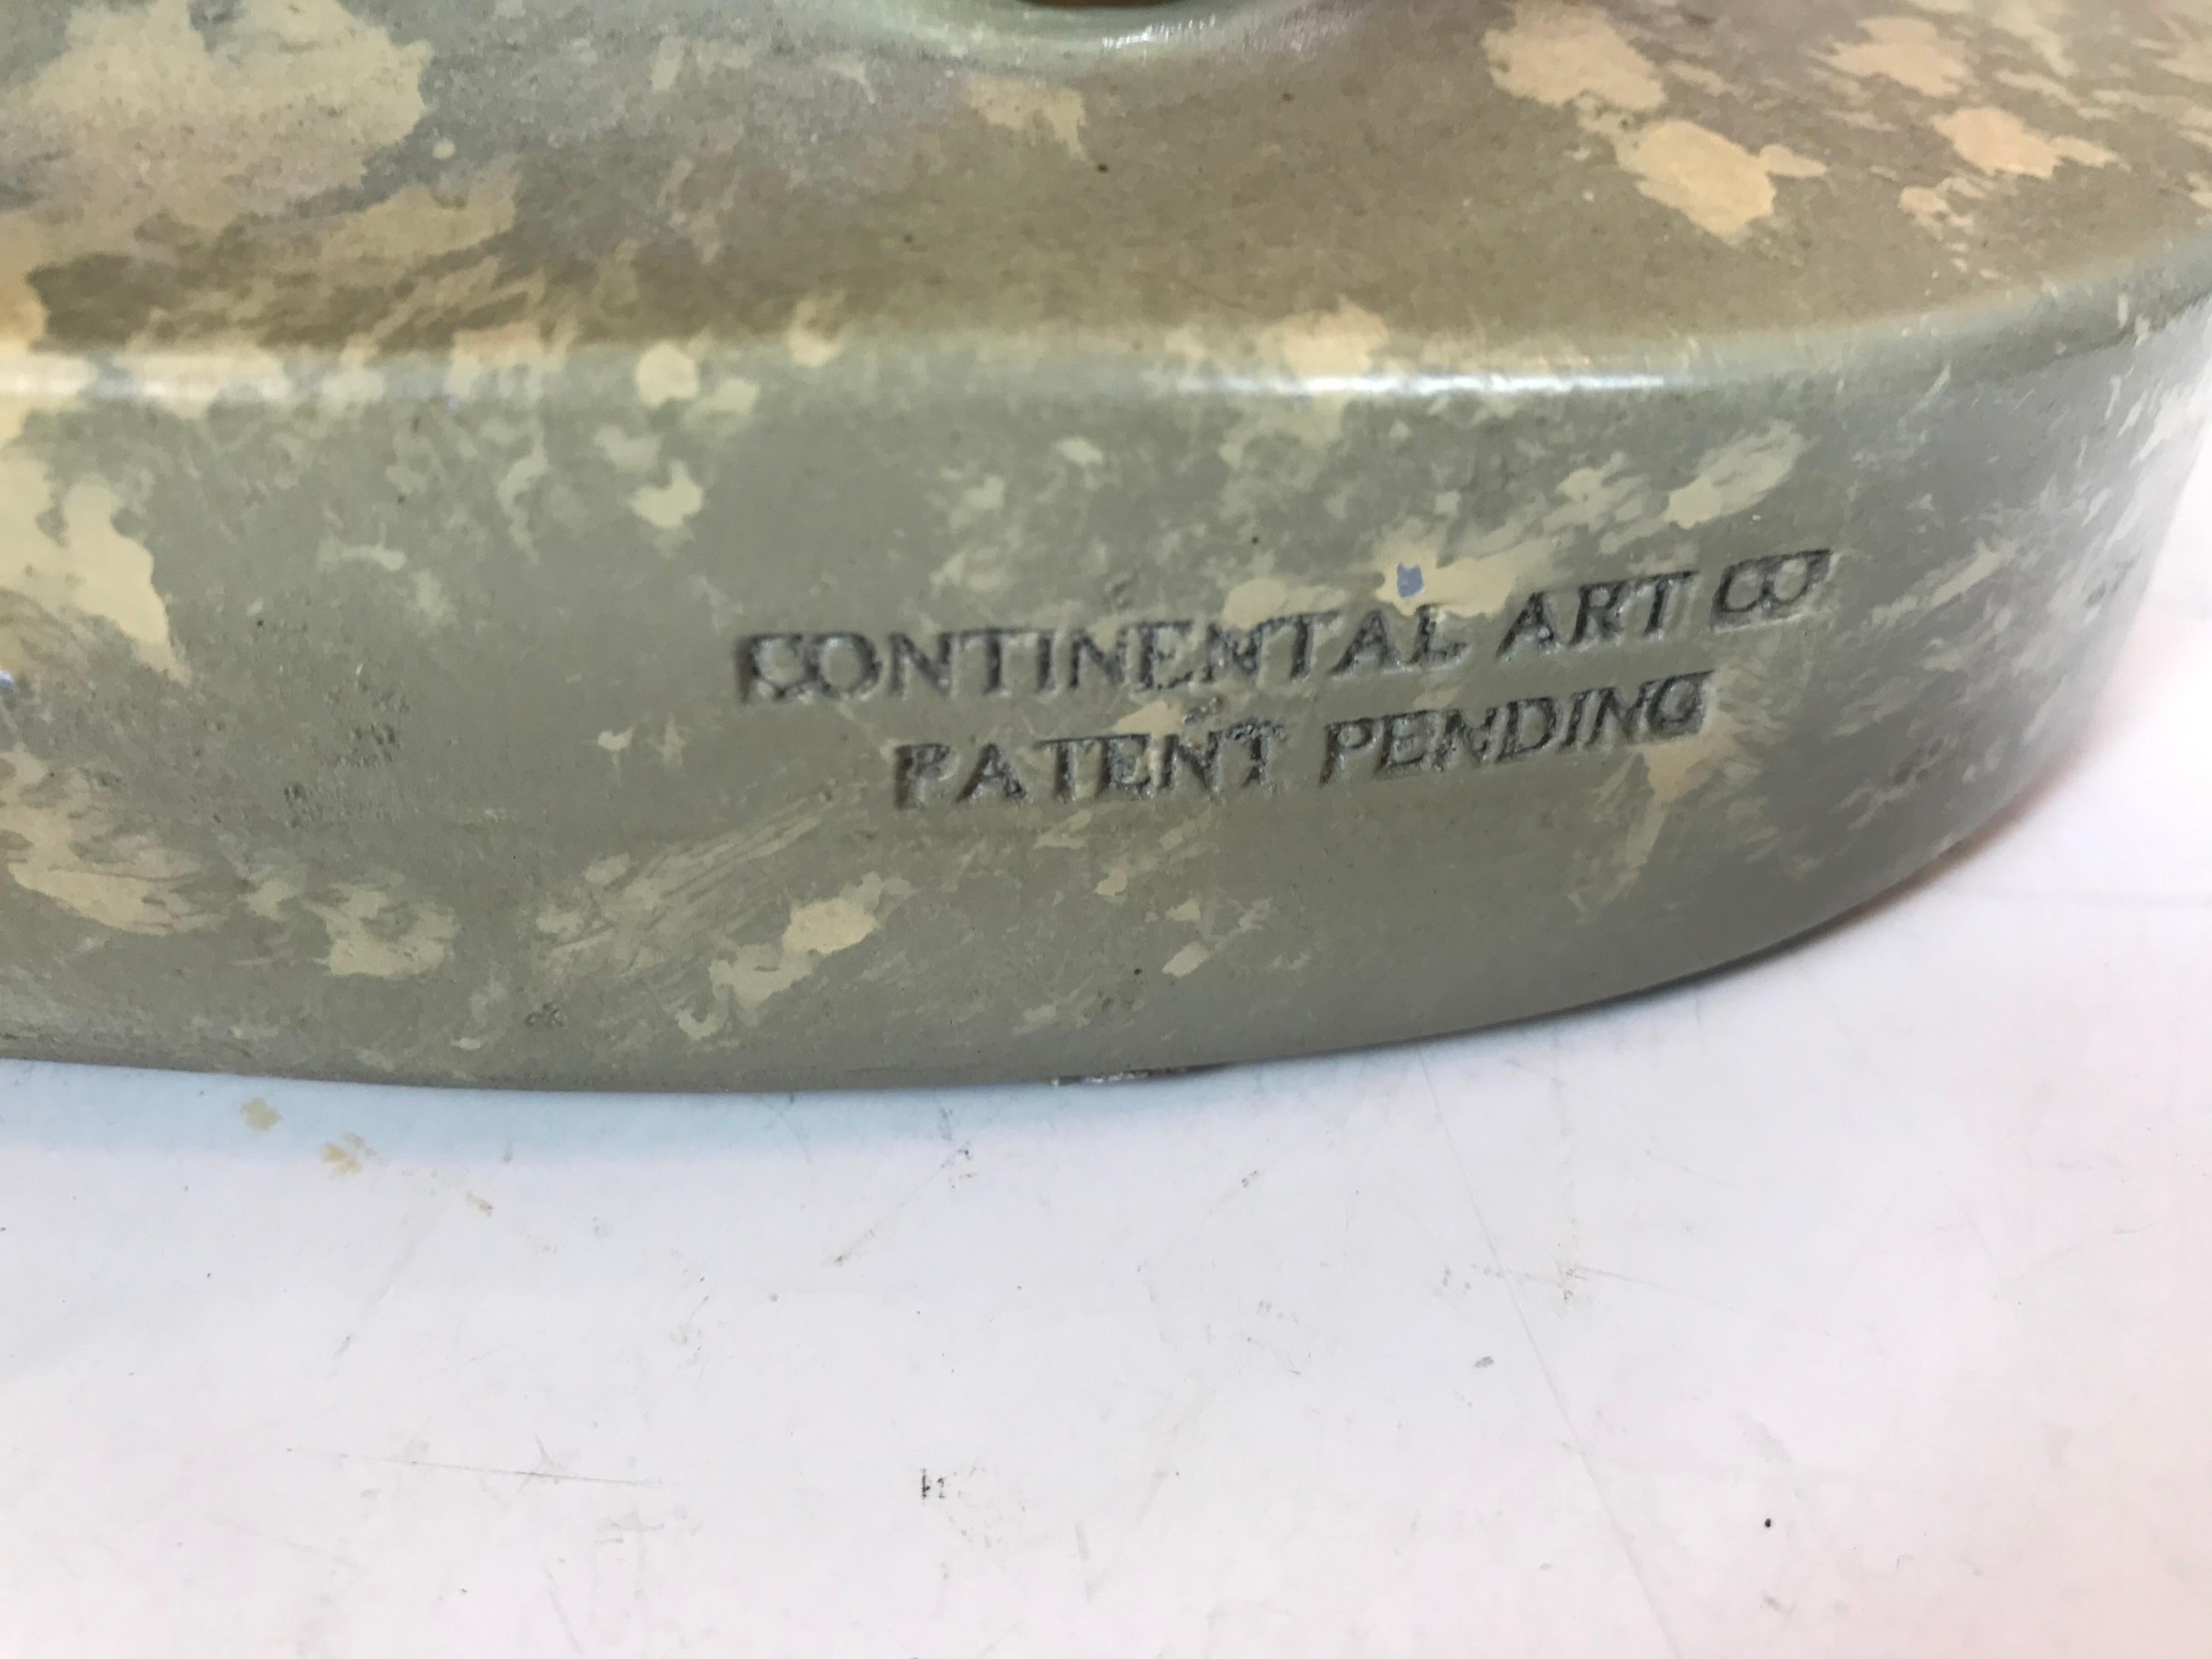 CONTINENTAL ART CO
PATENT PENDING